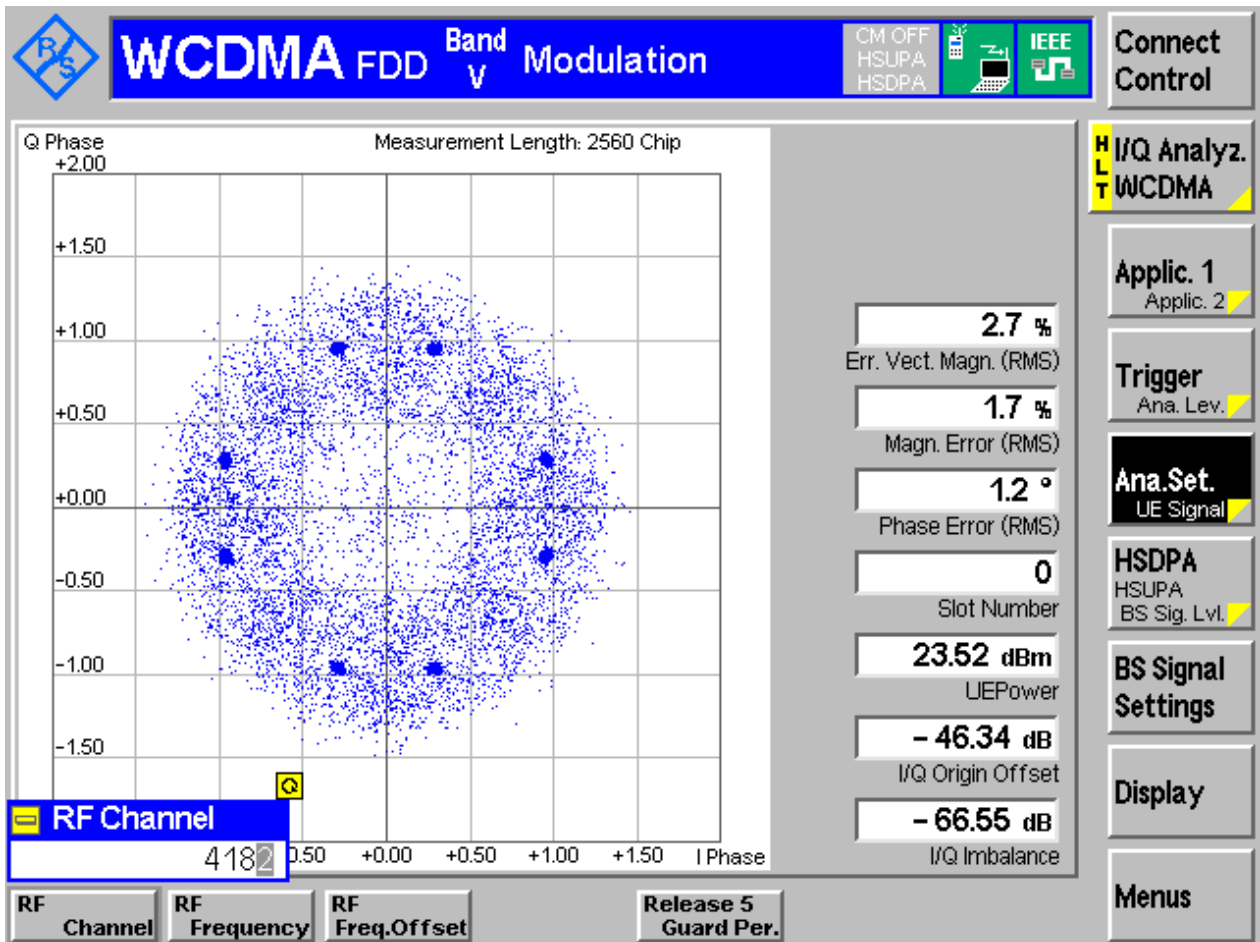 R&S
WCDMA FDD Band V Modulation
CM OFF
HSUPA
HSDPA
IEEE
Connect
Control
Q Phase
Measurement Length: 2560 Chip
+2.00
+1.50
+1.00
+0.50
+0.00
-0.50
-1.00
-1.50
2.7 %
Err. Vect. Magn. (RMS)
1.7 %
Magn. Error (RMS)
1.2 °
Phase Error (RMS)
0
Slot Number
23.52 dBm
UEPower
- 46.34 dB
I/Q Origin Offset
- 66.55 dB
I/Q Imbalance
Q
RF Channel
4182
0.50 +0.00 +0.50 +1.00 +1.50 I Phase
HLT
I/Q Analyz.
WCDMA
Applic. 1
Applic. 2
Trigger
Ana. Lev.
Ana.Set.
UE Signal
HSDPA
HSUPA
BS Sig. Lvl.
BS Signal
Settings
Display
Menus
RF
Channel
RF
Frequency
RF
Freq.Offset
Release 5
Guard Per.